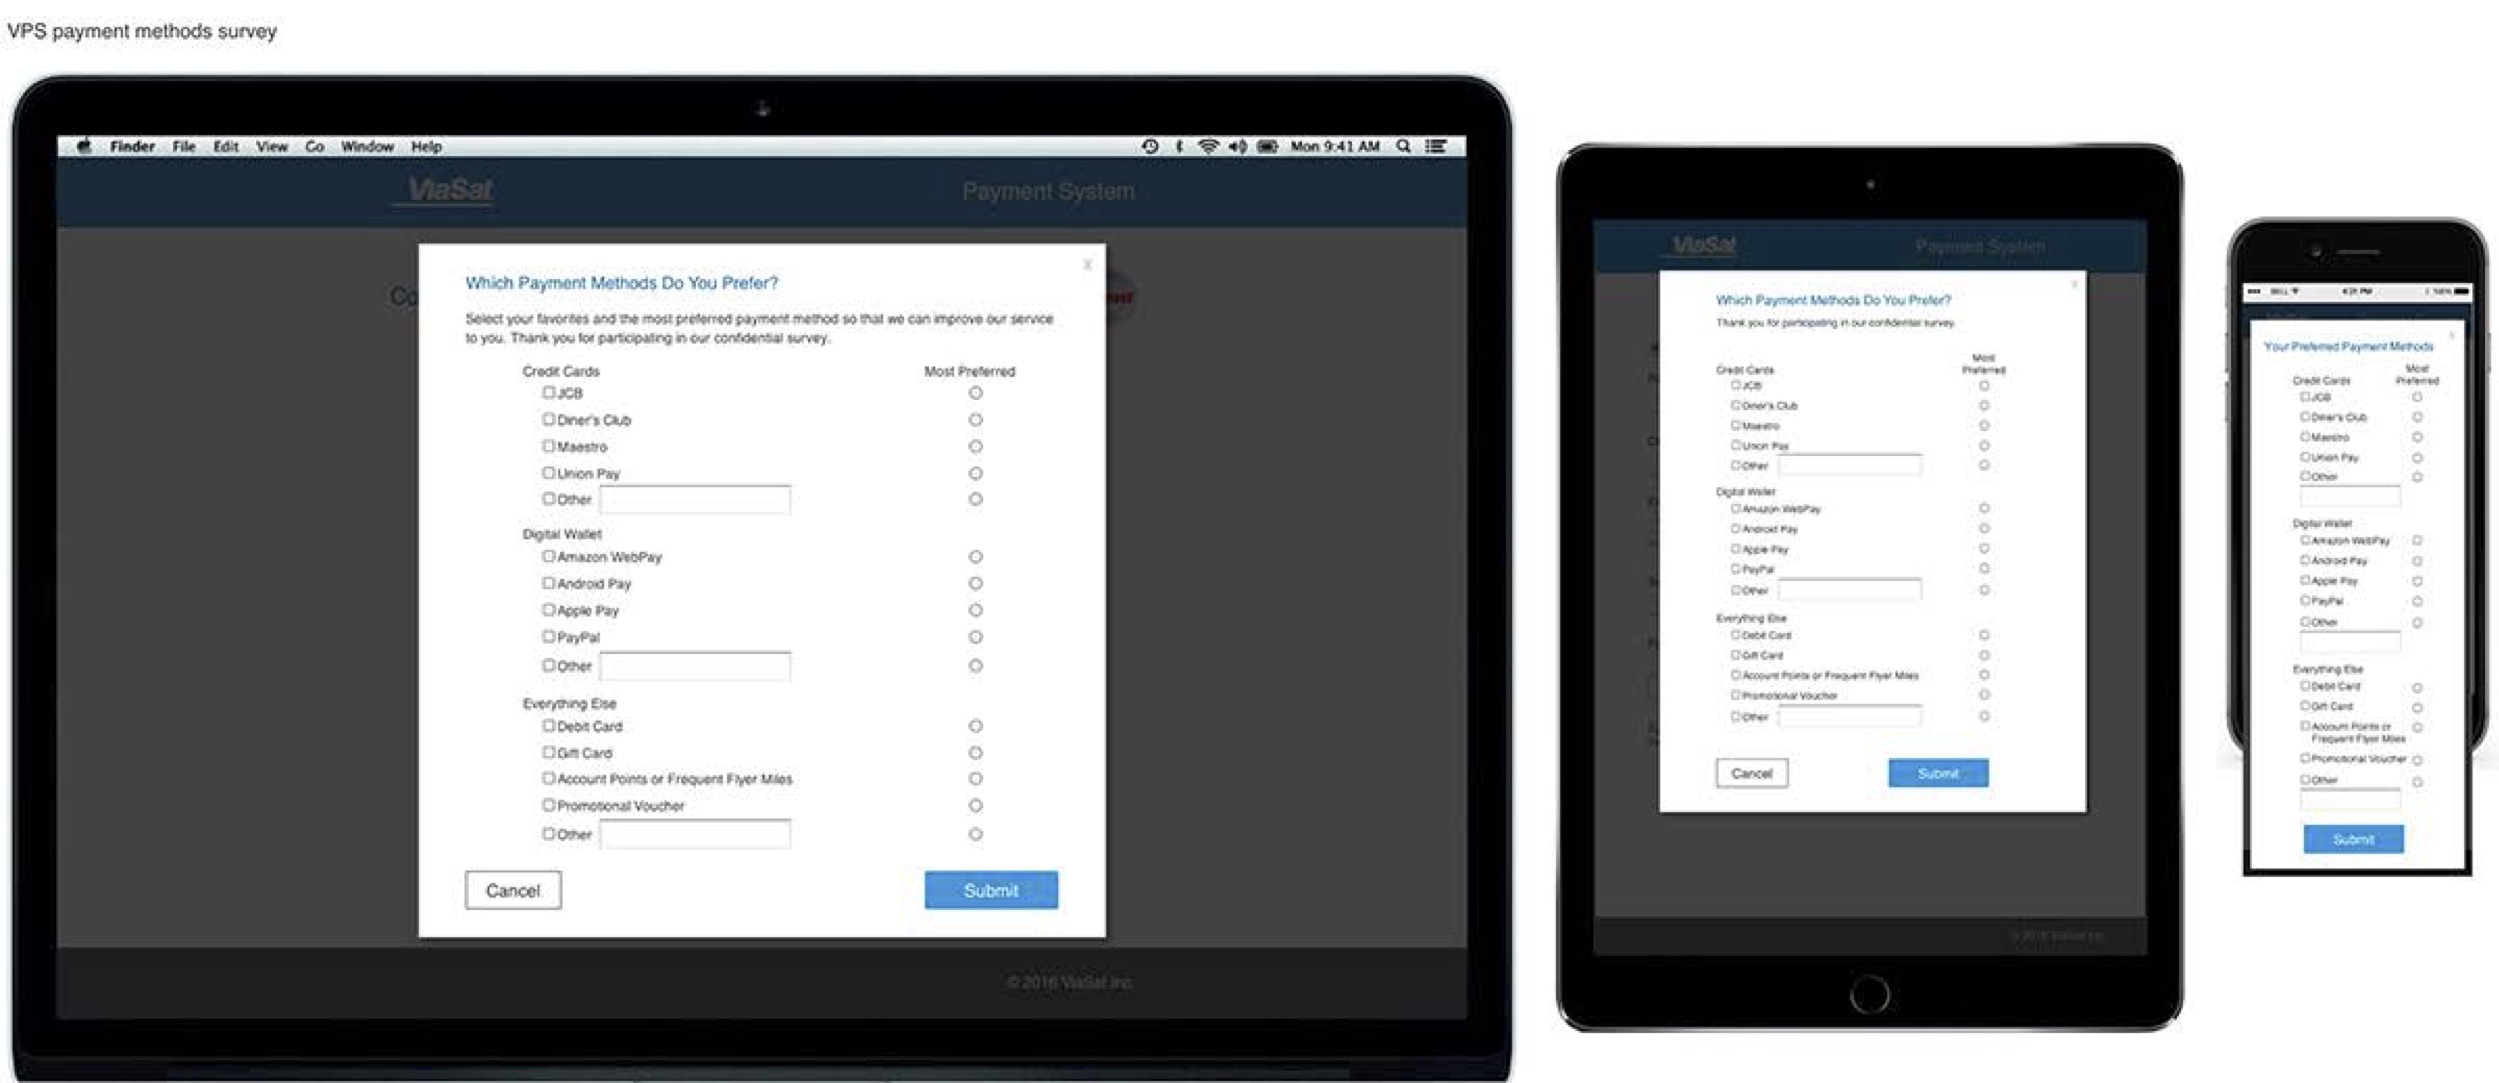 VPS payment methods survey
Finder File Edit View Go Window Help
Mon 9:41 AM
ViaSat
Payment System
Co
X
Which Payment Methods Do You Prefer?
Select your favorites and the most preferred payment method so that we can improve our service
to you. Thank you for participating in our confidential survey.
Credit Cards Most Preferred
JCB
Diner's Club
Maestro
Union Pay
Other
Digital Wallet
Amazon WebPay
Android Pay
Apple Pay
PayPal
Other
Everything Else
Debit Card
Gift Card
Account Points or Frequent Flyer Miles
Promotional Voucher
Other
Cancel Submit
© 2016 ViaSat Inc.
ViaSat
Payment System
X
Which Payment Methods Do You Prefer?
Thank you for participating in our confidential survey.
Most
Credit Cards Preferred
JCB
Diner's Club
Maestro
Union Pay
Other
Digital Wallet
Amazon WebPay
Android Pay
Apple Pay
PayPal
Other
Everything Else
Debit Card
Gift Card
Account Points or Frequent Flyer Miles
Promotional Voucher
Other
Cancel Submit
© 2016 ViaSat Inc.
BELL 4:21 PM 100%
X
Your Preferred Payment Methods
Most
Credit Cards Preferred
JCB
Diner's Club
Maestro
Union Pay
Other
Digital Wallet
Amazon WebPay
Android Pay
Apple Pay
PayPal
Other
Everything Else
Debit Card
Gift Card
Account Points or
Frequent Flyer Miles
Promotional Voucher
Other
Submit